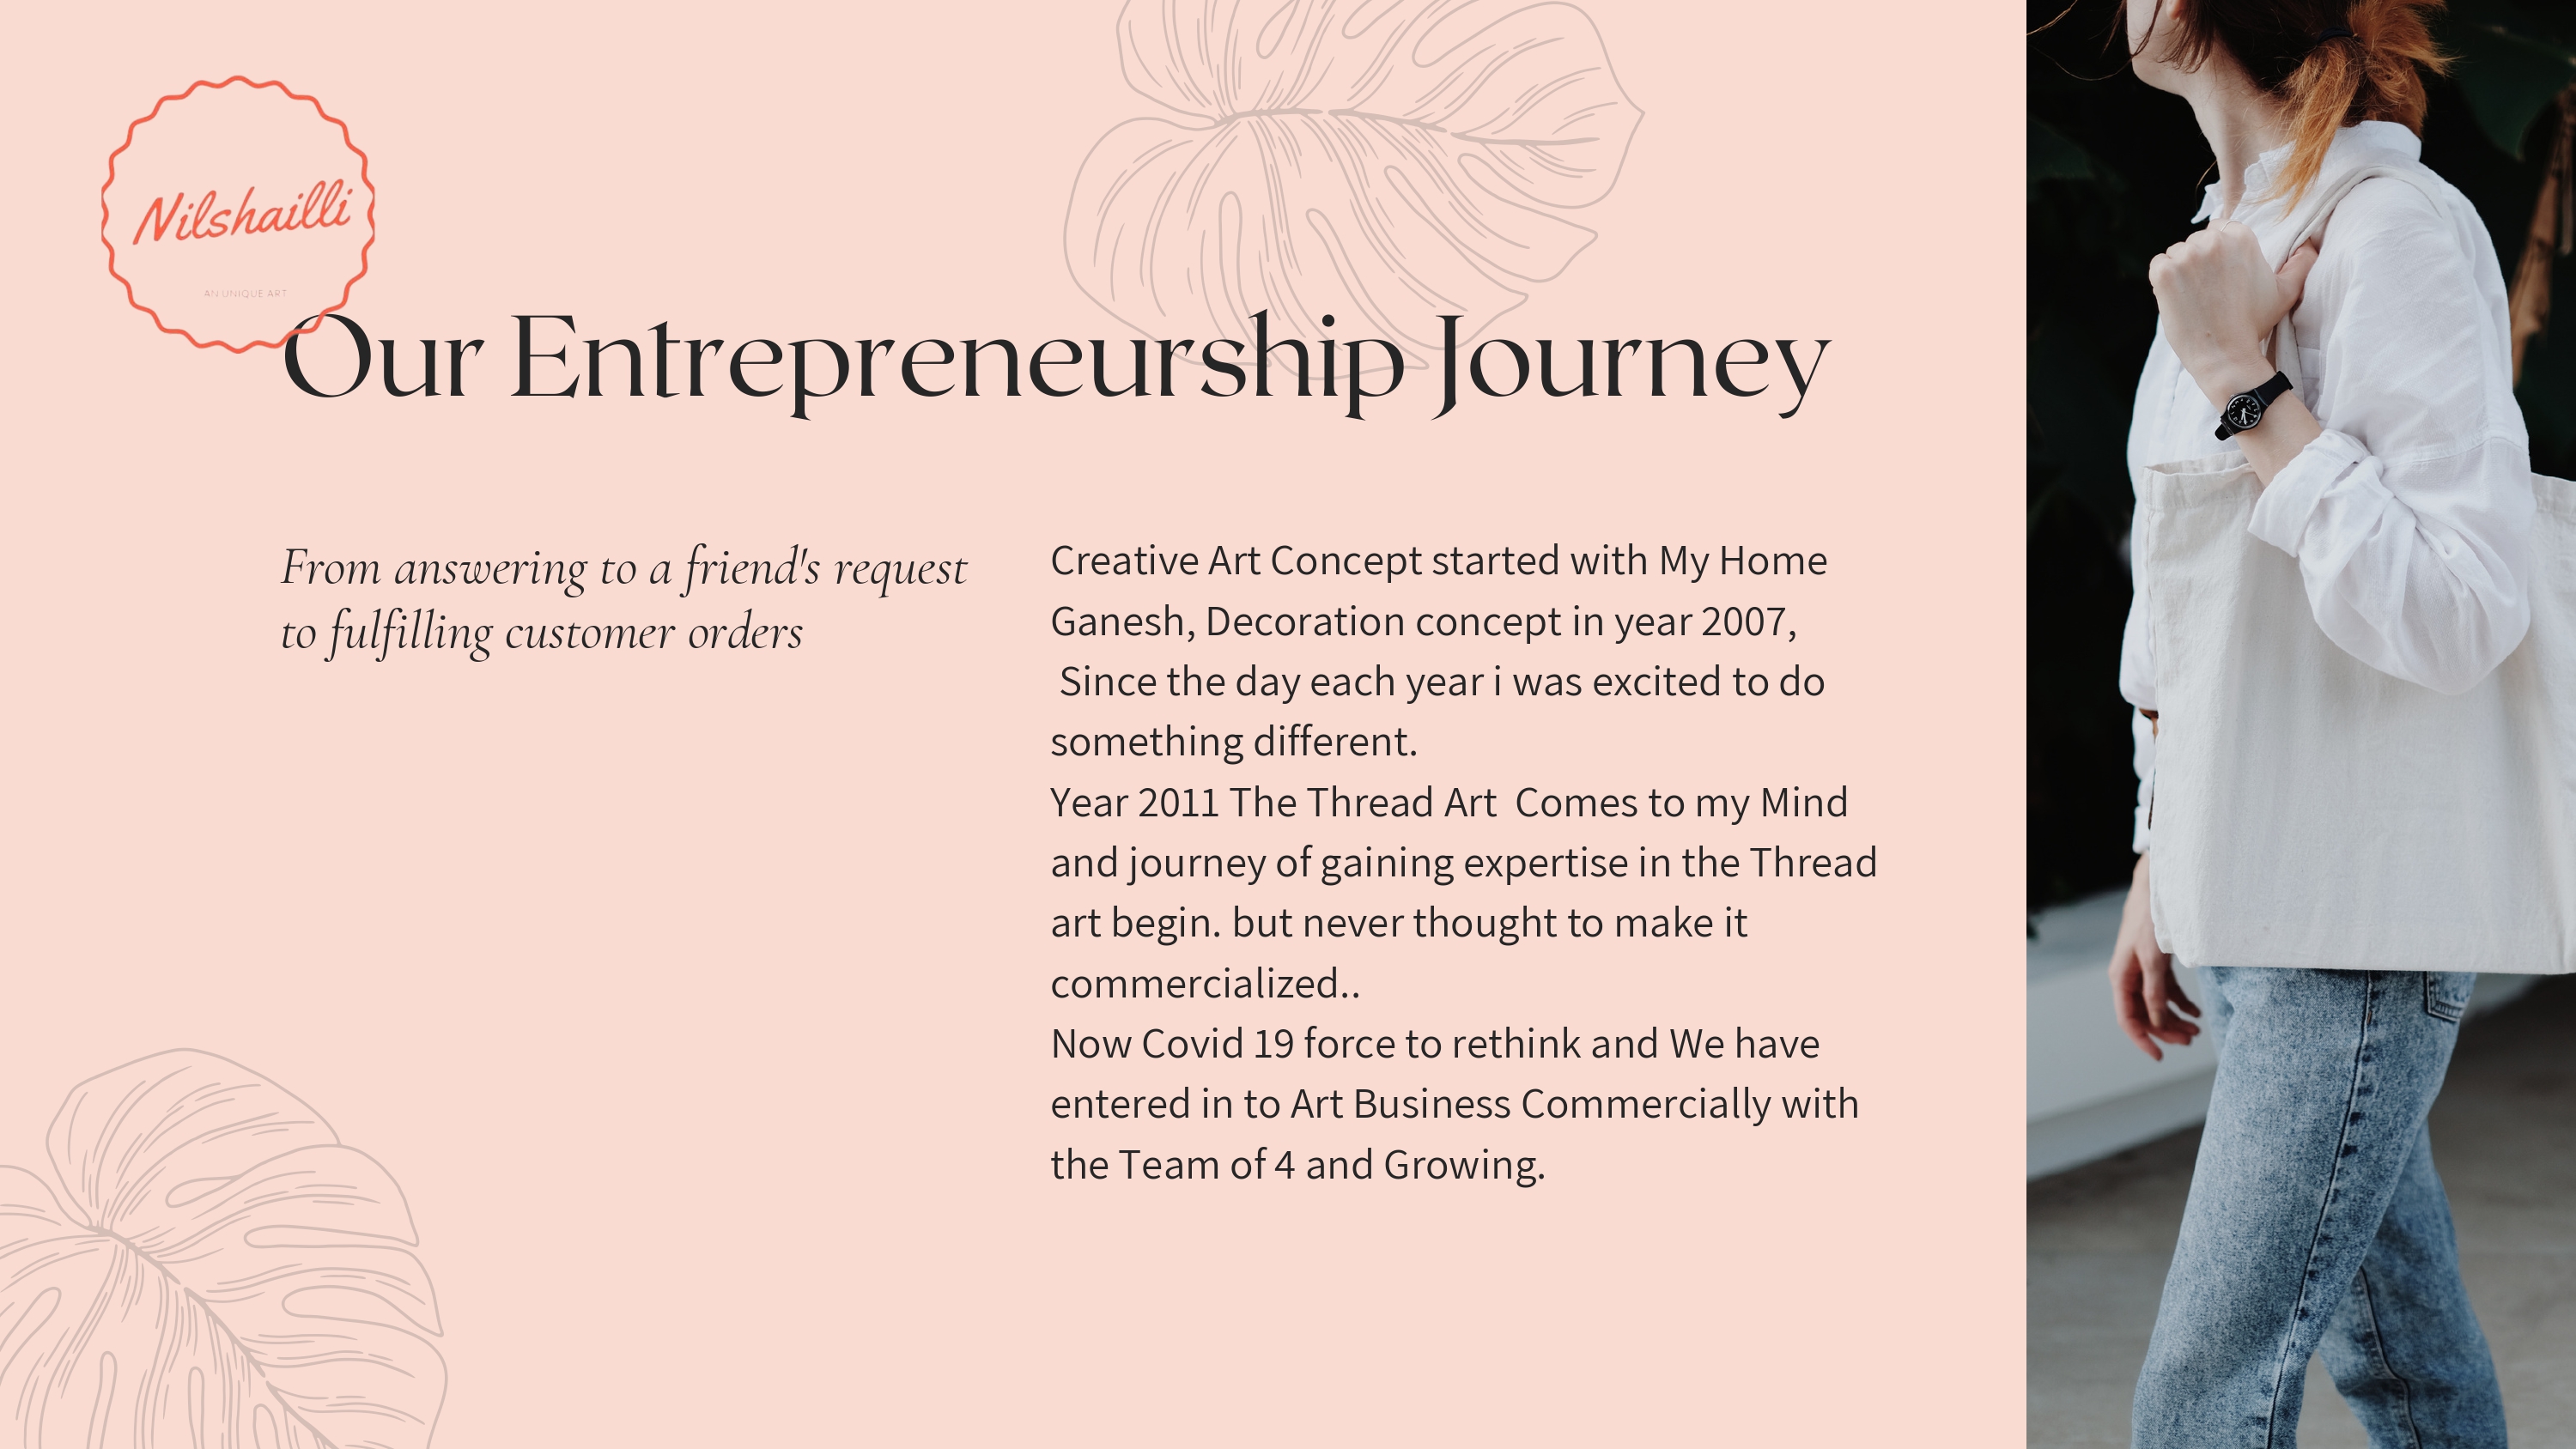 Nilshailli
AN UNIQUE ART
Our Entrepreneurship Journey
From answering to a friend's request
to fulfilling customer orders
Creative Art Concept started with My Home
Ganesh, Decoration concept in year 2007,
Since the day each year i was excited to do
something different.
Year 2011 The Thread Art  Comes to my Mind
and journey of gaining expertise in the Thread
art begin. but never thought to make it
commercialized..
Now Covid 19 force to rethink and We have
entered in to Art Business Commercially with
the Team of 4 and Growing.